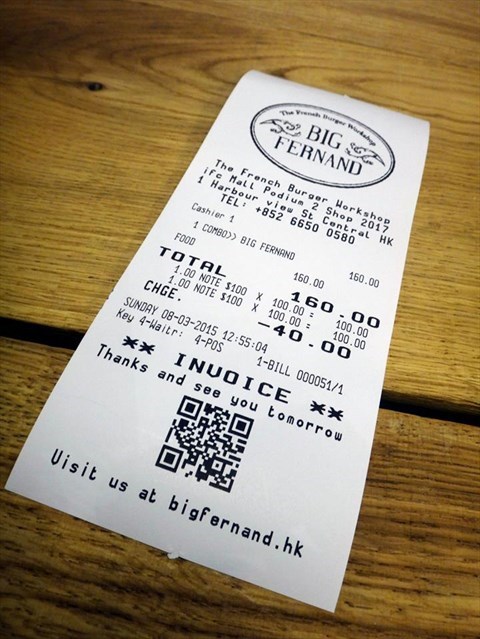 The French Burger Workshop
BIG
FERNAND
The French Burger Workshop
ifc Mall Podium 2 Shop 2017
1 Harbour view St Central HK
TEL: +852 6650 0580
Cashier 1
1 COMBO>> BIG FERNAND 160.00
FOOD 160.00
TOTAL 160.00
1.00 NOTE $100 X 100.00 = 100.00
1.00 NOTE $100 X 100.00 = 100.00
CHGE. -40.00
SUNDAY 08-03-2015 12:55:04
Key 4-Waitr: 4-POS 1-BILL 000051/1
** INVOICE **
Thanks and see you tomorrow
Visit us at bigfernand.hk